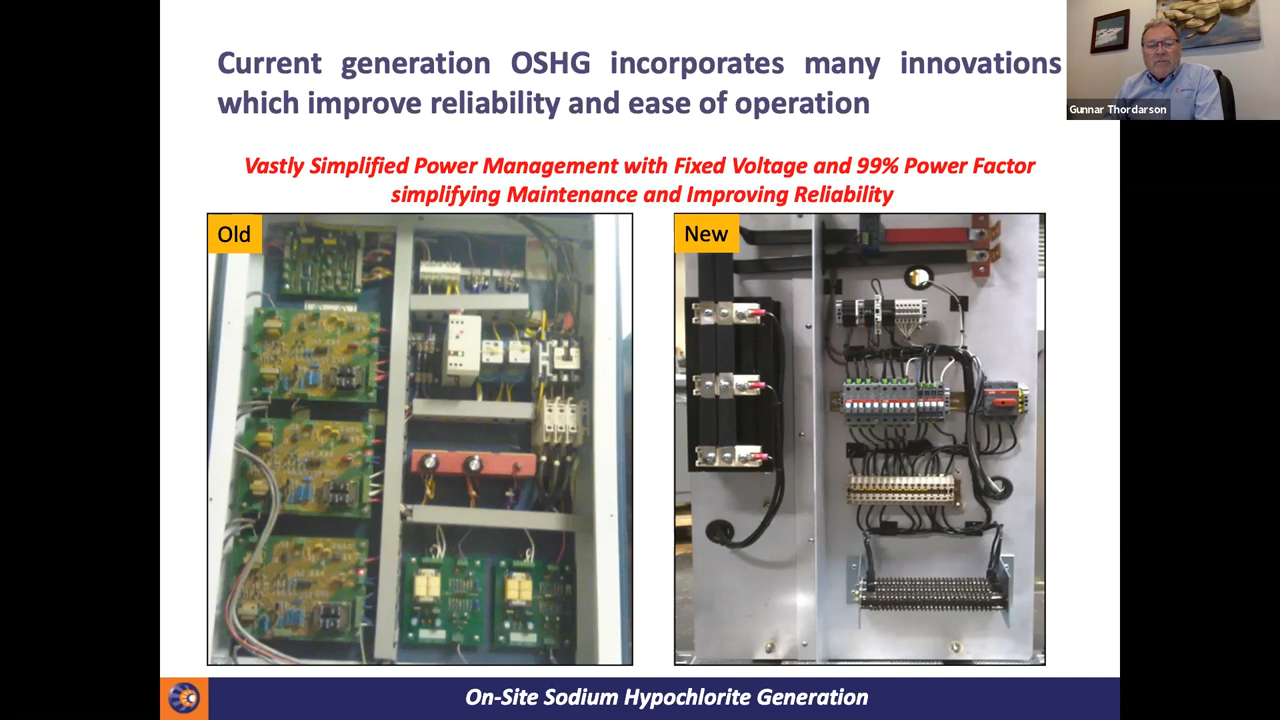 Current generation OSHG incorporates many innovations
which improve reliability and ease of operation
Gunnar Thordarson
Vastly Simplified Power Management with Fixed Voltage and 99% Power Factor
simplifying Maintenance and Improving Reliability
Old
New
On-Site Sodium Hypochlorite Generation